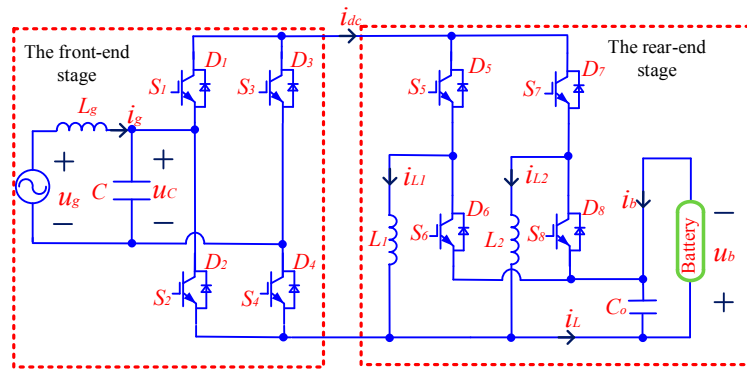 The front-end
stage
i_dc
The rear-end
stage
D1
D3
D5
D7
S1
S3
S5
S7
L_g
i_g
+
u_g
−
C
+
u_C
−
i_L1
i_L2
i_b
D6
D8
L1
S6
L2
S8
Battery
−
u_b
+
D2
D4
S2
S4
C_o
i_L